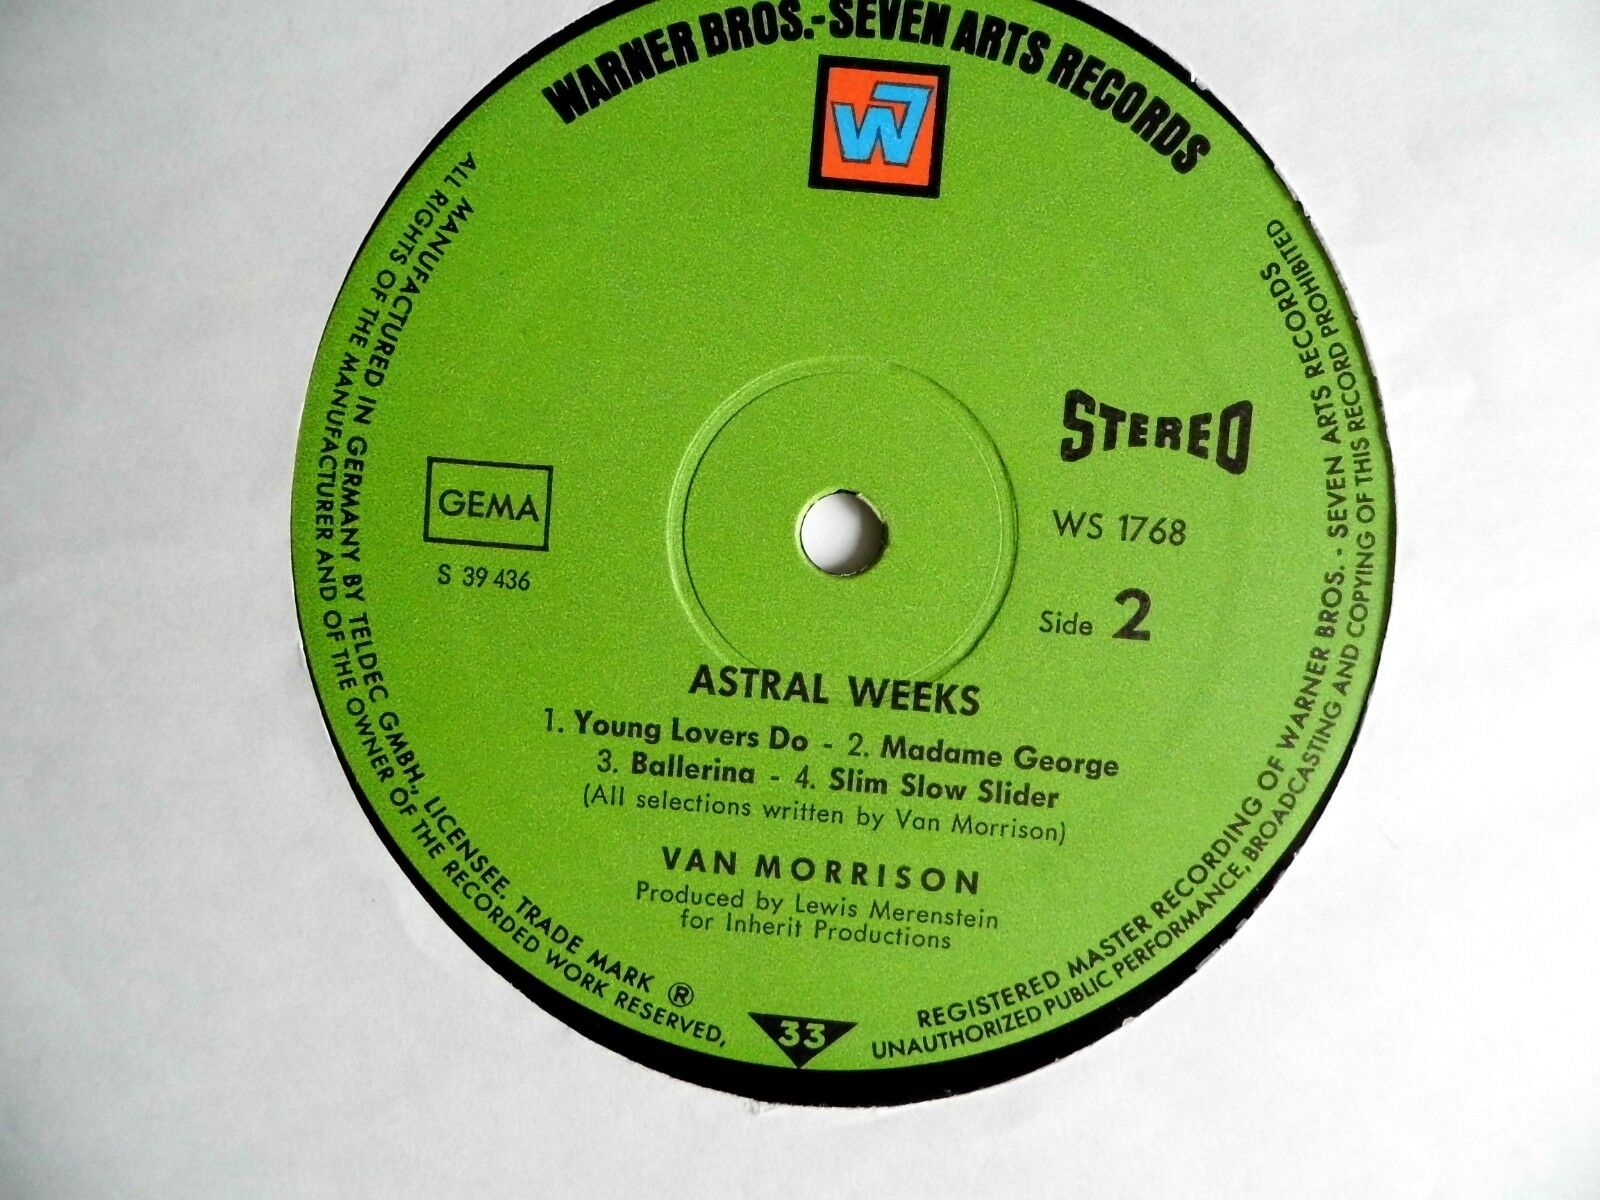 WARNER BROS.-SEVEN ARTS RECORDS
W7
STEREO
GEMA
S 39 436
WS 1768
Side 2
ASTRAL WEEKS
1. Young Lovers Do - 2. Madame George
3. Ballerina - 4. Slim Slow Slider
(All selections written by Van Morrison)
VAN MORRISON
Produced by Lewis Merenstein
for Inherit Productions
33
MANUFACTURED IN GERMANY BY TELDEC GMBH., LICENSEE. TRADE MARK ®
ALL RIGHTS OF THE MANUFACTURER AND OF THE OWNER OF THE RECORDED WORK RESERVED,
REGISTERED MASTER RECORDING OF WARNER BROS. - SEVEN ARTS RECORDS
UNAUTHORIZED PUBLIC PERFORMANCE, BROADCASTING AND COPYING OF THIS RECORD PROHIBITED